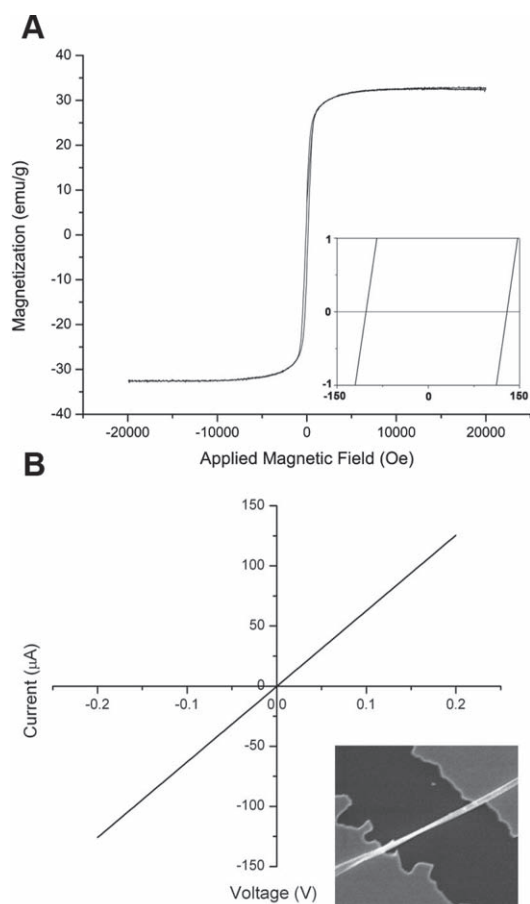 A
40
30
20
10
0
-10
-20
-30
-40
Magnetization (emu/g)
1
0
-1
-150 0 150
-20000 -10000 0 10000 20000
Applied Magnetic Field (Oe)
B
150
100
50
0
-50
-100
-150
Current (μA)
-0.2 -0.1 0.0 0.1 0.2
Voltage (V)